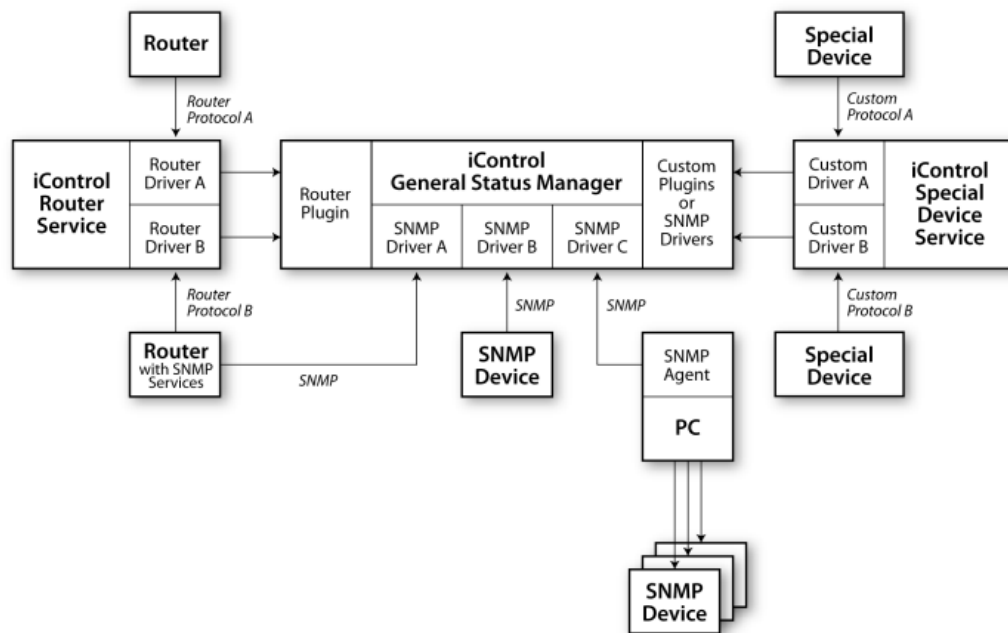 Router
Special
Device
Router
Protocol A
Custom
Protocol A
iControl
Router
Service
Router
Driver A
Router
Driver B
Router
Plugin
iControl
General Status Manager
SNMP
Driver A
SNMP
Driver B
SNMP
Driver C
Custom
Plugins
or
SNMP
Drivers
Custom
Driver A
Custom
Driver B
iControl
Special
Device
Service
Router
Protocol B
SNMP
SNMP
Custom
Protocol B
Router
with SNMP
Services
SNMP
SNMP
Device
SNMP
Agent
PC
Special
Device
SNMP
Device